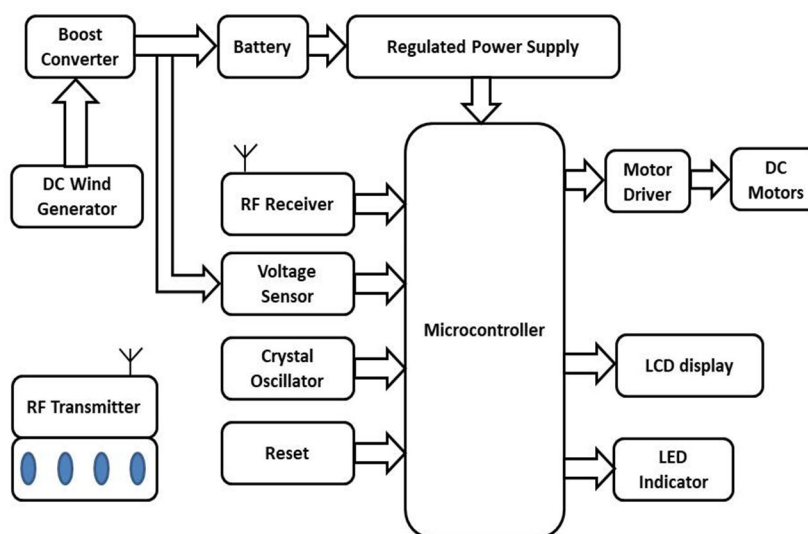 Boost
Converter
Battery
Regulated Power Supply
DC Wind
Generator
RF Receiver
Motor
Driver
DC
Motors
Voltage
Sensor
Microcontroller
Crystal
Oscillator
LCD display
RF Transmitter
Reset
LED
Indicator